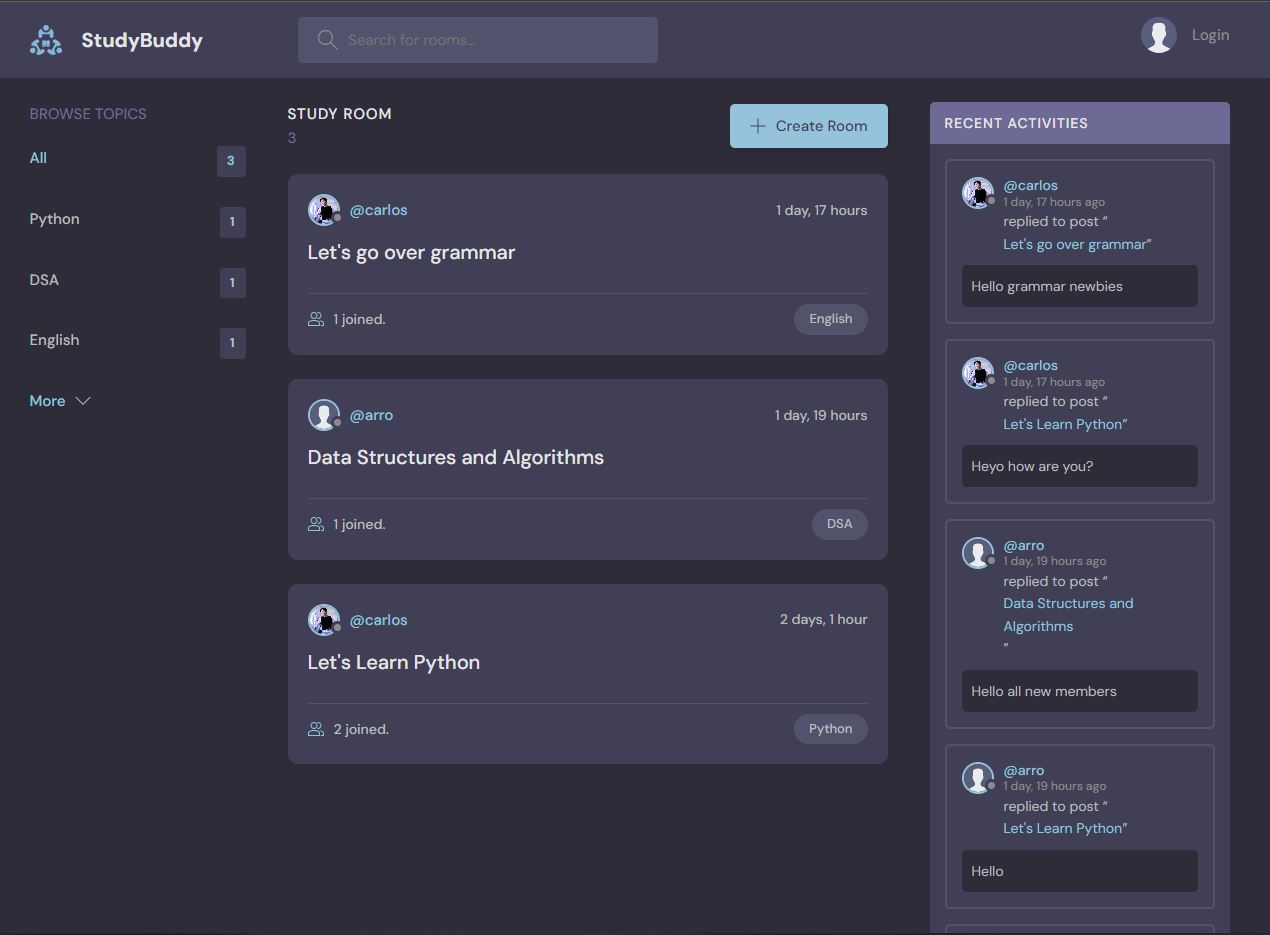 StudyBuddy
Search for rooms...
Login
BROWSE TOPICS
All 3
Python 1
DSA 1
English 1
More
STUDY ROOM
3
Create Room
@carlos 1 day, 17 hours
Let's go over grammar
1 joined. English
@arro 1 day, 19 hours
Data Structures and Algorithms
1 joined. DSA
@carlos 2 days, 1 hour
Let's Learn Python
2 joined. Python
RECENT ACTIVITIES
@carlos
1 day, 17 hours ago
replied to post “
Let's go over grammar”
Hello grammar newbies
@carlos
1 day, 17 hours ago
replied to post “
Let's Learn Python”
Heyo how are you?
@arro
1 day, 19 hours ago
replied to post “
Data Structures and
Algorithms
”
Hello all new members
@arro
1 day, 19 hours ago
replied to post “
Let's Learn Python”
Hello